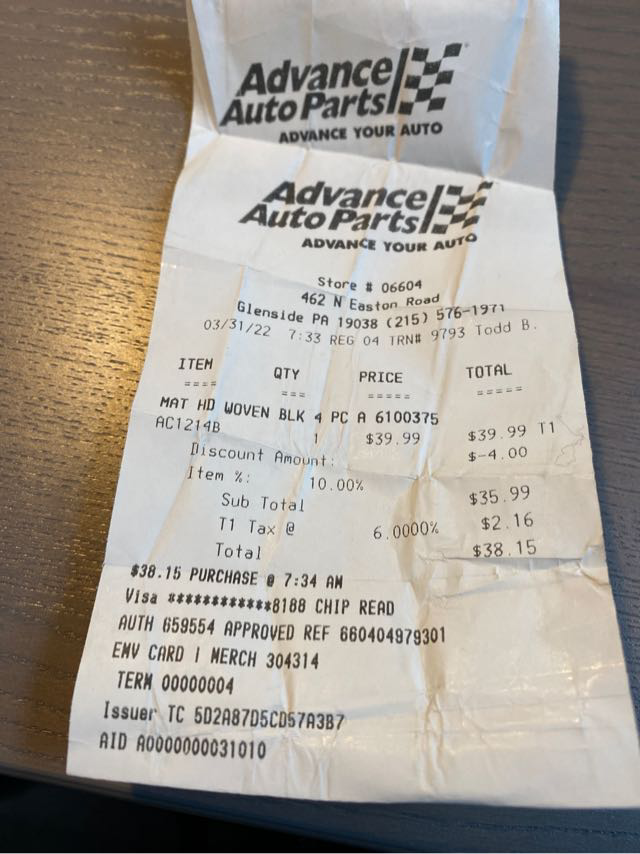 Advance
Auto Parts
ADVANCE YOUR AUTO
Advance
Auto Parts
ADVANCE YOUR AUTO
Store # 06604
462 N Easton Road
Glenside PA 19038 (215) 576-1971
03/31/22 7:33 REG 04 TRN# 9793 Todd B.
ITEM QTY PRICE TOTAL
==== === ===== =====
MAT HD WOVEN BLK 4 PC A 6100375
AC1214B 1 $39.99 $39.99 T1
Discount Amount: $-4.00
Item %: 10.00%
Sub Total $35.99
T1 Tax @ 6.0000% $2.16
Total $38.15
$38.15 PURCHASE @ 7:34 AM
Visa ************8188 CHIP READ
AUTH 659554 APPROVED REF 660404979301
EMV CARD I MERCH 304314
TERM 00000004
Issuer TC 5D2A87D5CD57A3B7
AID A0000000031010